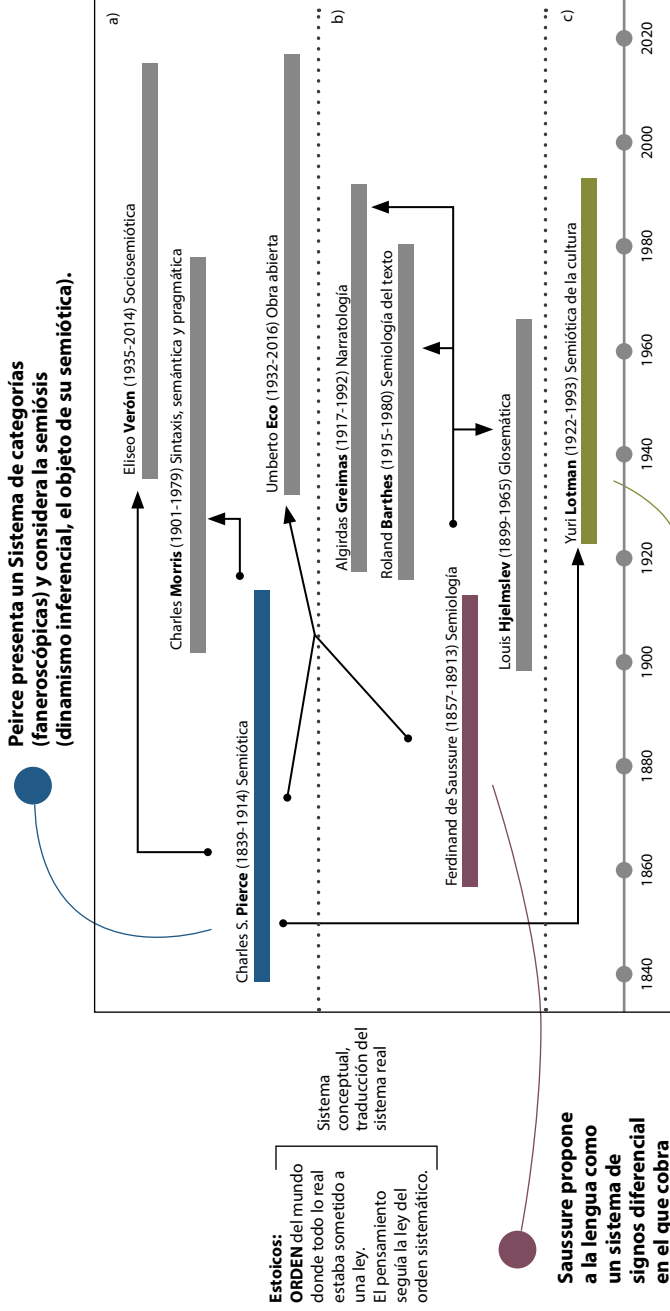 Peirce presenta un Sistema de categorías
(faneroscópicas) y considera la semiósis
(dinamismo inferencial, el objeto de su semiótica).
a)
Eliseo Verón (1935-2014) Sociosemiótica
Charles Morris (1901-1979) Sintaxis, semántica y pragmática
Charles S. Pierce (1839-1914) Semiótica
Umberto Eco (1932-2016) Obra abierta
b)
Algirdas Greimas (1917-1992) Narratología
Roland Barthes (1915-1980) Semiología del texto
Ferdinand de Saussure (1857-18913) Semiología
Louis Hjelmslev (1899-1965) Glosemática
c)
Yuri Lotman (1922-1993) Semiótica de la cultura
1840 1860 1880 1900 1920 1940 1960 1980 2000 2020
Estoicos:
ORDEN del mundo
donde todo lo real
estaba sometido a
una ley.
El pensamiento
seguía la ley del
orden sistemático.
Sistema
conceptual,
traducción del
sistema real
Saussure propone
a la lengua como
un sistema de
signos diferencial
en el que cobra